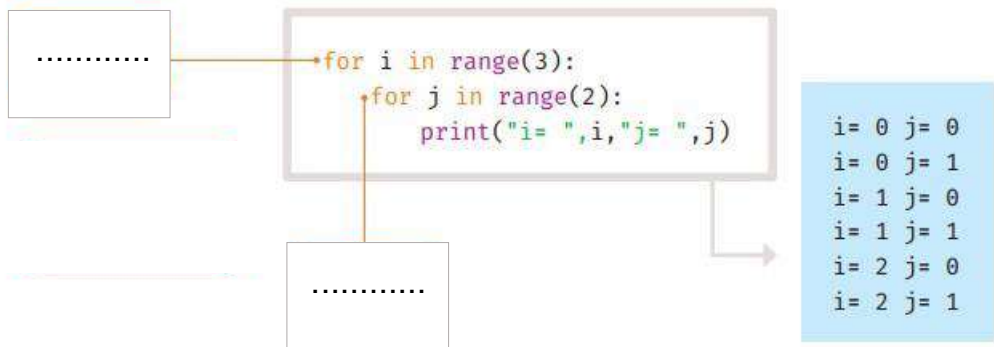 ............
for i in range(3):
for j in range(2):
print("i= ",i,"j= ",j)
i= 0 j= 0
i= 0 j= 1
i= 1 j= 0
i= 1 j= 1
i= 2 j= 0
i= 2 j= 1
............